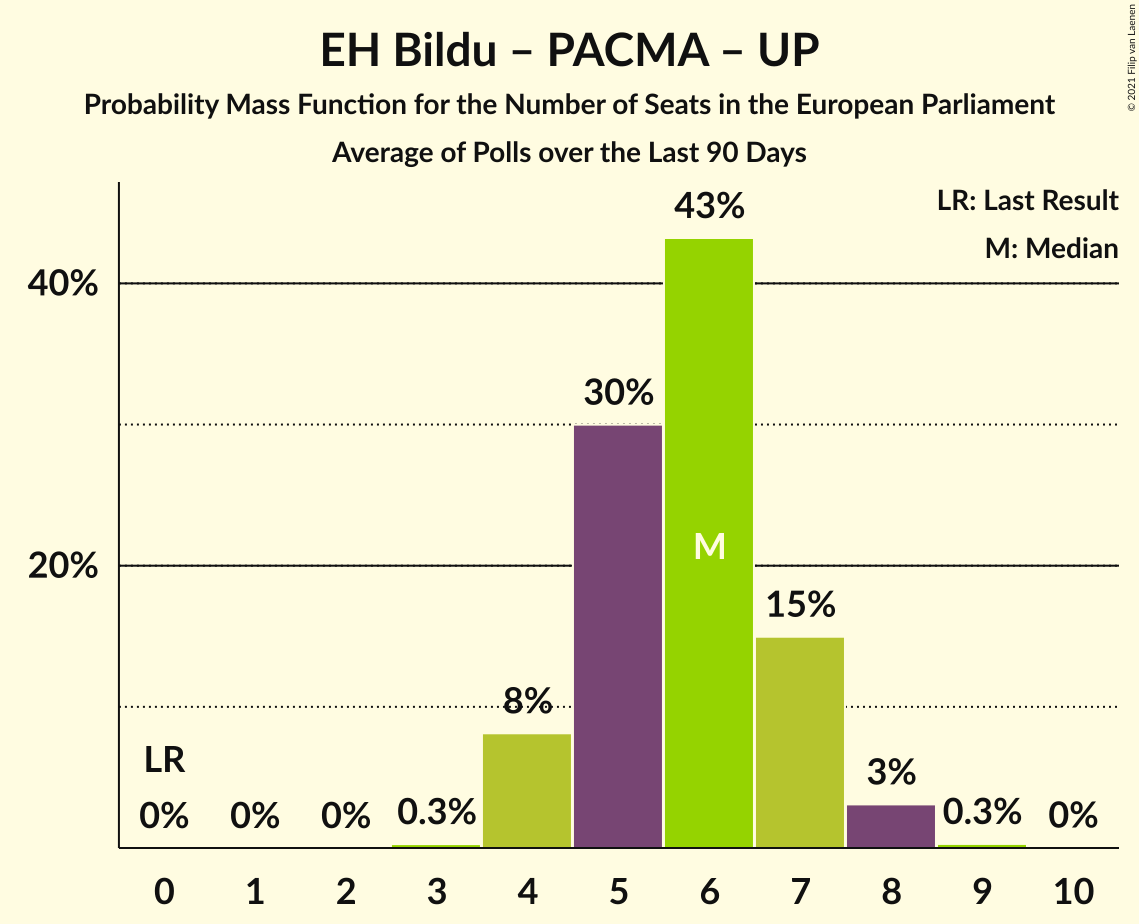 EH Bildu – PACMA – UP
Probability Mass Function for the Number of Seats in the European Parliament
Average of Polls over the Last 90 Days
© 2021 Filip van Laenen
LR: Last Result
M: Median
43%
40%
30%
M
20%
15%
8%
LR
3%
0% 0% 0% 0.3% 0.3% 0%
0 1 2 3 4 5 6 7 8 9 10